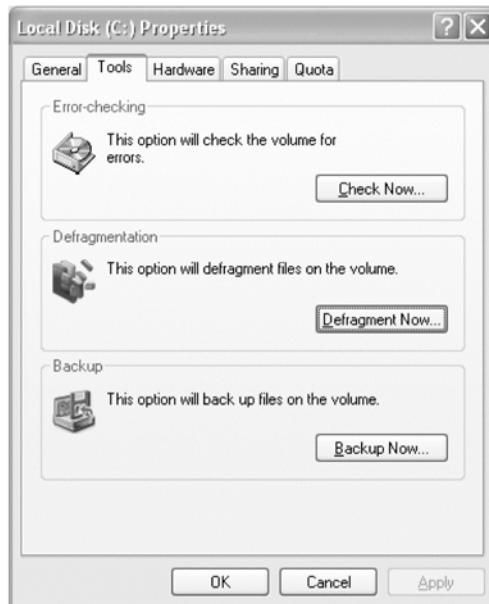 Local Disk (C:) Properties
General Tools Hardware Sharing Quota
Error-checking
This option will check the volume for
errors.
Check Now...
Defragmentation
This option will defragment files on the volume.
Defragment Now...
Backup
This option will back up files on the volume.
Backup Now...
OK Cancel Apply